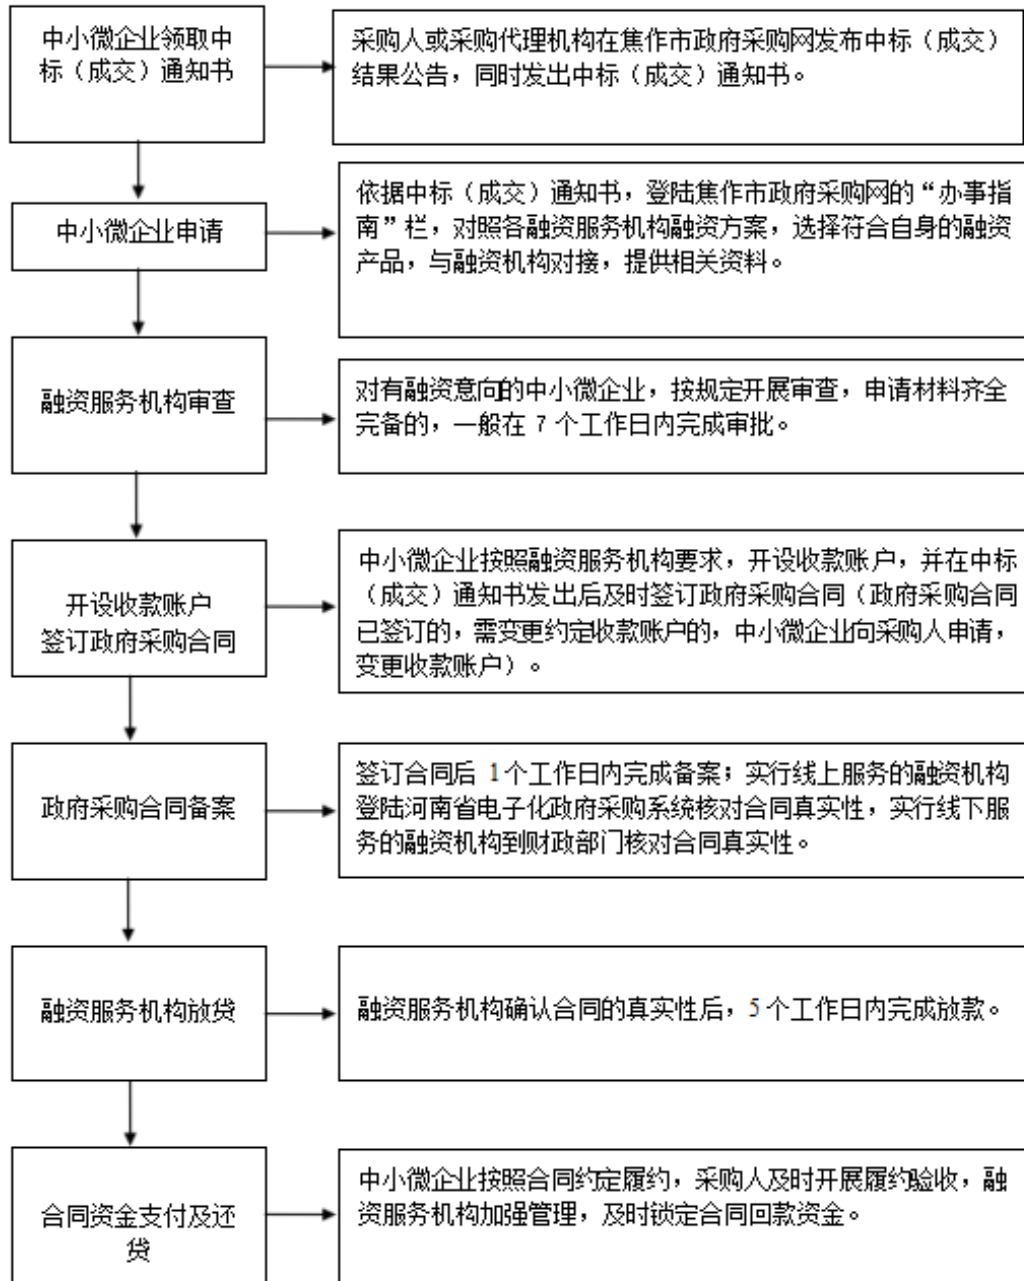 中小微企业领取中
标（成交）通知书
采购人或采购代理机构在焦作市政府采购网发布中标（成交）
结果公告，同时发出中标（成交）通知书。
中小微企业申请
依据中标（成交）通知书，登陆焦作市政府采购网的“办事指
南”栏，对照各融资服务机构融资方案，选择符合自身的融资
产品，与融资机构对接，提供相关资料。
融资服务机构审查
对有融资意向的中小微企业，按规定开展审查，申请材料齐全
完备的，一般在 7 个工作日内完成审批。
开设收款账户
签订政府采购合同
中小微企业按照融资服务机构要求，开设收款账户，并在中标
（成交）通知书发出后及时签订政府采购合同（政府采购合同
已签订的，需变更约定收款账户的，中小微企业向采购人申请，
变更收款账户）。
政府采购合同备案
签订合同后 1 个工作日内完成备案；实行线上服务的融资机构
登陆河南省电子化政府采购系统核对合同真实性，实行线下服
务的融资机构到财政部门核对合同真实性。
融资服务机构放贷
融资服务机构确认合同的真实性后，5 个工作日内完成放款。
合同资金支付及还
贷
中小微企业按照合同约定履约，采购人及时开展履约验收，融
资服务机构加强管理，及时锁定合同回款资金。